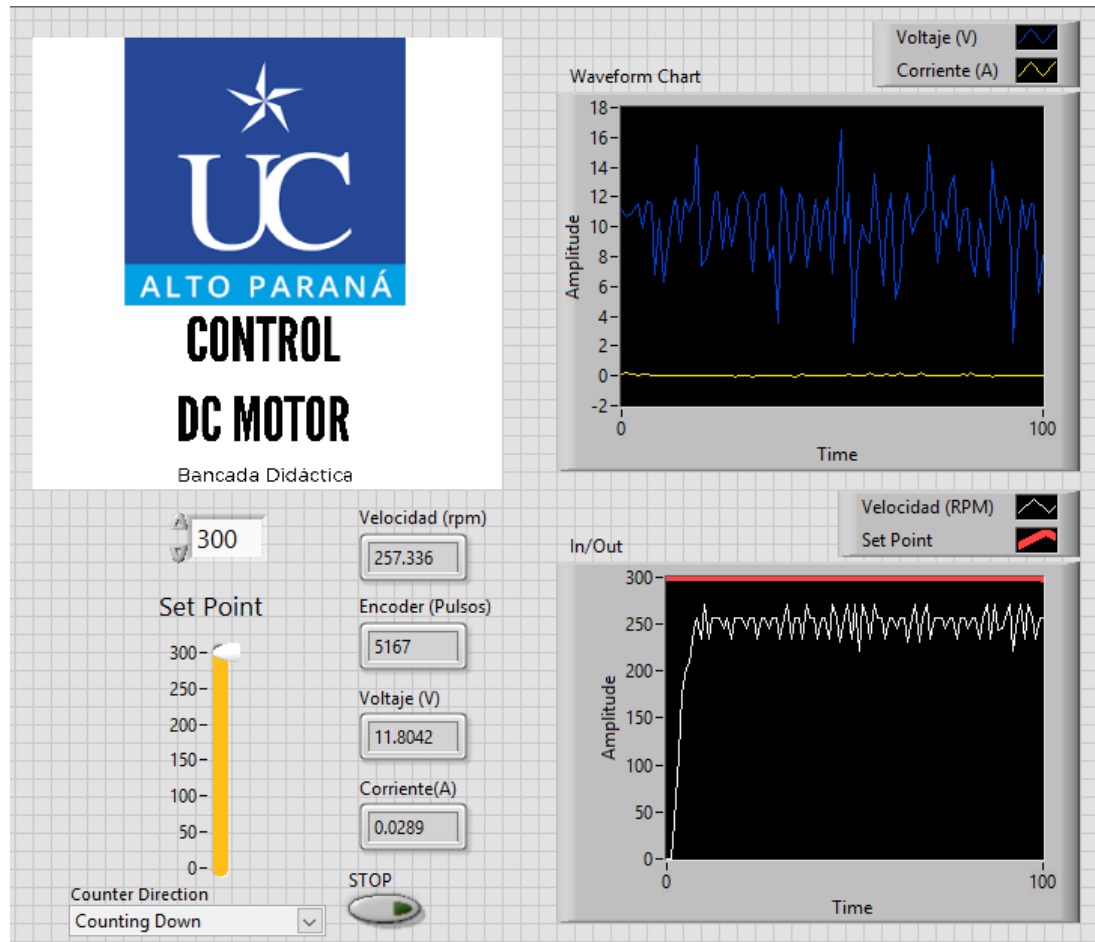 UC
ALTO PARANÁ
CONTROL
DC MOTOR
Bancada Didáctica
Voltaje (V)
Corriente (A)
Waveform Chart
18
16
14
12
10
8
6
4
2
0
-2
Amplitude
0
100
Time
300
Set Point
300
250
200
150
100
50
0
Counter Direction
Counting Down
Velocidad (rpm)
257.336
Encoder (Pulsos)
5167
Voltaje (V)
11.8042
Corriente(A)
0.0289
STOP
Velocidad (RPM)
Set Point
In/Out
300
250
200
150
100
50
0
Amplitude
0
100
Time